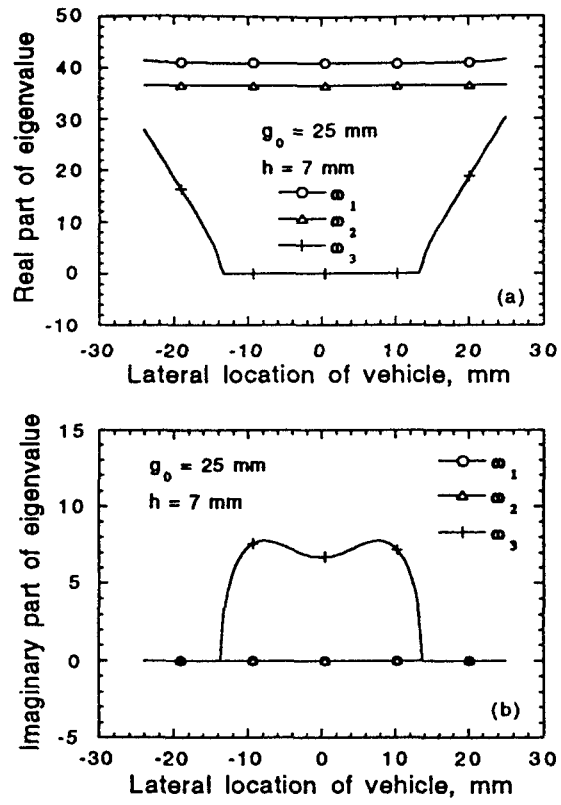 50
40
30
20
10
0
-10
Real part of eigenvalue
g0 = 25 mm
h = 7 mm
ω1
ω2
ω3
(a)
-30 -20 -10 0 10 20 30
Lateral location of vehicle, mm
15
10
5
0
-5
Imaginary part of eigenvalue
g0 = 25 mm
h = 7 mm
ω1
ω2
ω3
(b)
-30 -20 -10 0 10 20 30
Lateral location of vehicle, mm